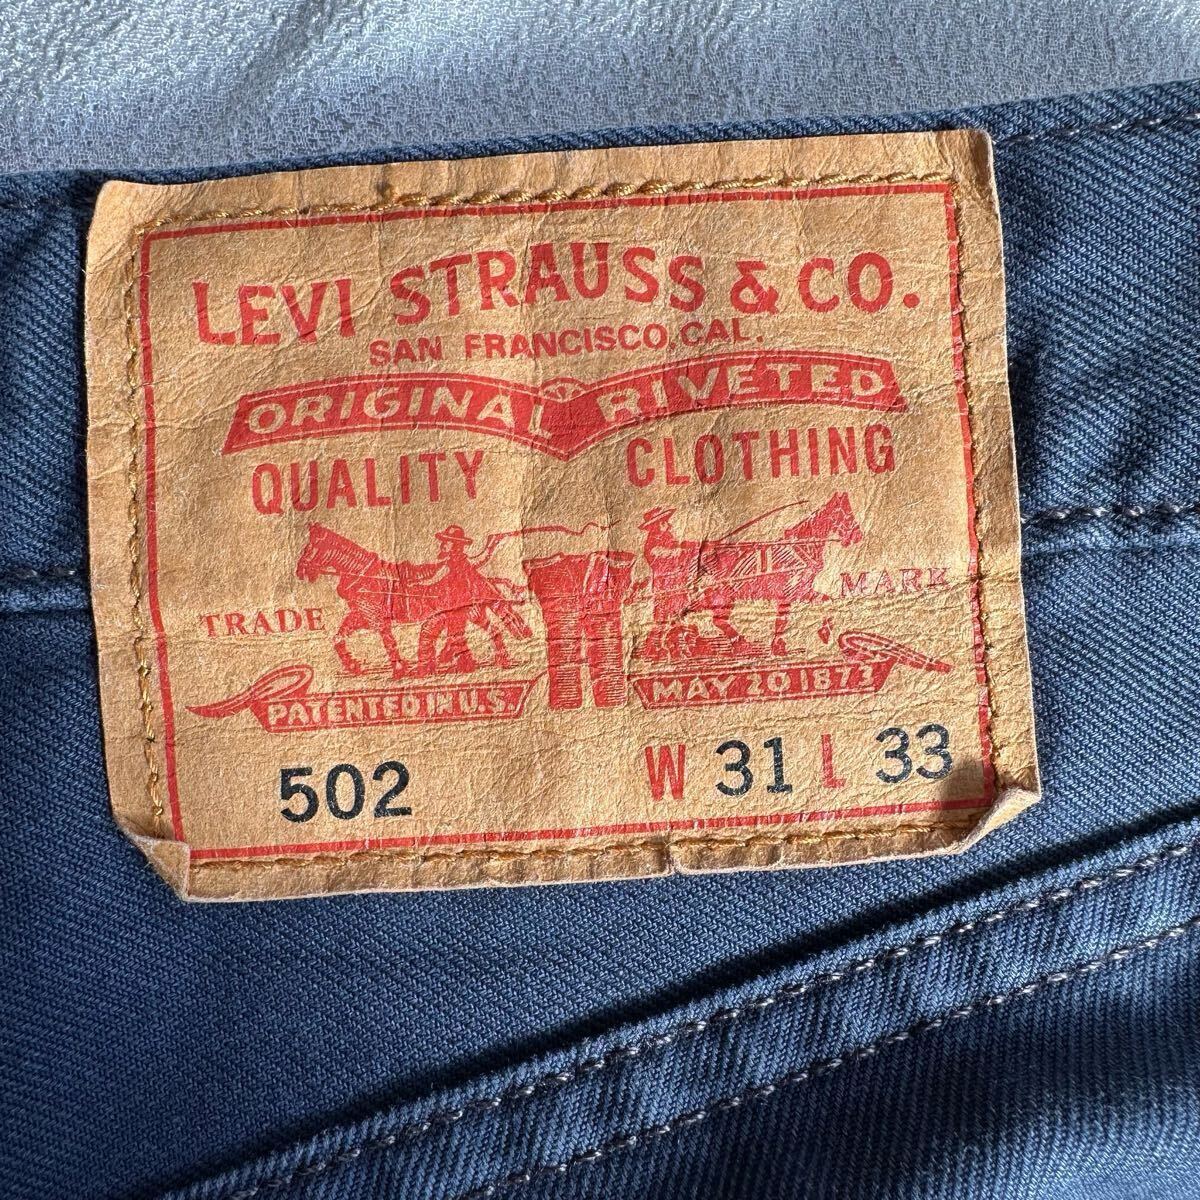 LEVI STRAUSS & CO.
SAN FRANCISCO, CAL.
ORIGINAL RIVETED
QUALITY CLOTHING
TRADE MARK
PATENTED IN U.S. MAY 20 1873
502 W 31 L 33